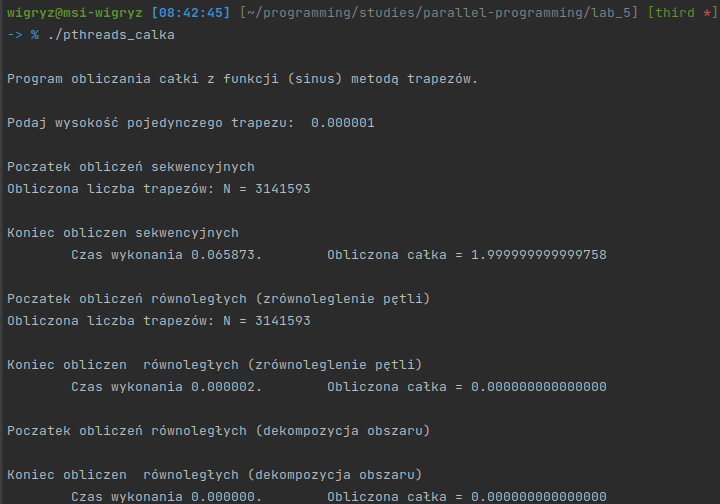 wigryz@msi-wigryz [08:42:45] [~/programming/studies/parallel-programming/lab_5] [third *]
-> % ./pthreads_calka
Program obliczania całki z funkcji (sinus) metodą trapezów.
Podaj wysokość pojedynczego trapezu:  0.000001
Poczatek obliczeń sekwencyjnych
Obliczona liczba trapezów: N = 3141593
Koniec obliczen sekwencyjnych
        Czas wykonania 0.065873.        Obliczona całka = 1.999999999999758
Poczatek obliczeń równoległych (zrównoleglenie pętli)
Obliczona liczba trapezów: N = 3141593
Koniec obliczen  równoległych (zrównoleglenie pętli)
        Czas wykonania 0.000002.        Obliczona całka = 0.000000000000000
Poczatek obliczeń równoległych (dekompozycja obszaru)
Koniec obliczen  równoległych (dekompozycja obszaru)
        Czas wykonania 0.000000.        Obliczona całka = 0.000000000000000